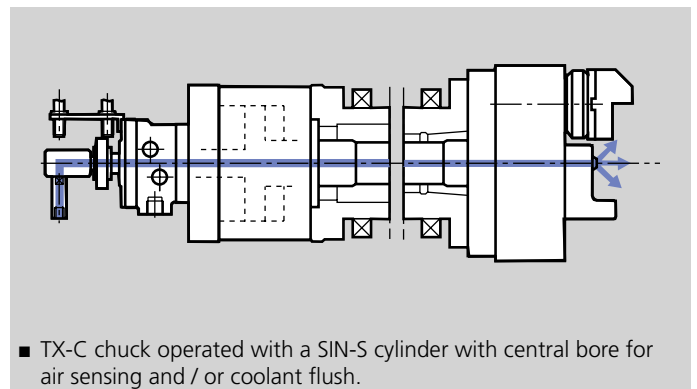 ■ TX-C chuck operated with a SIN-S cylinder with central bore for
air sensing and / or coolant flush.